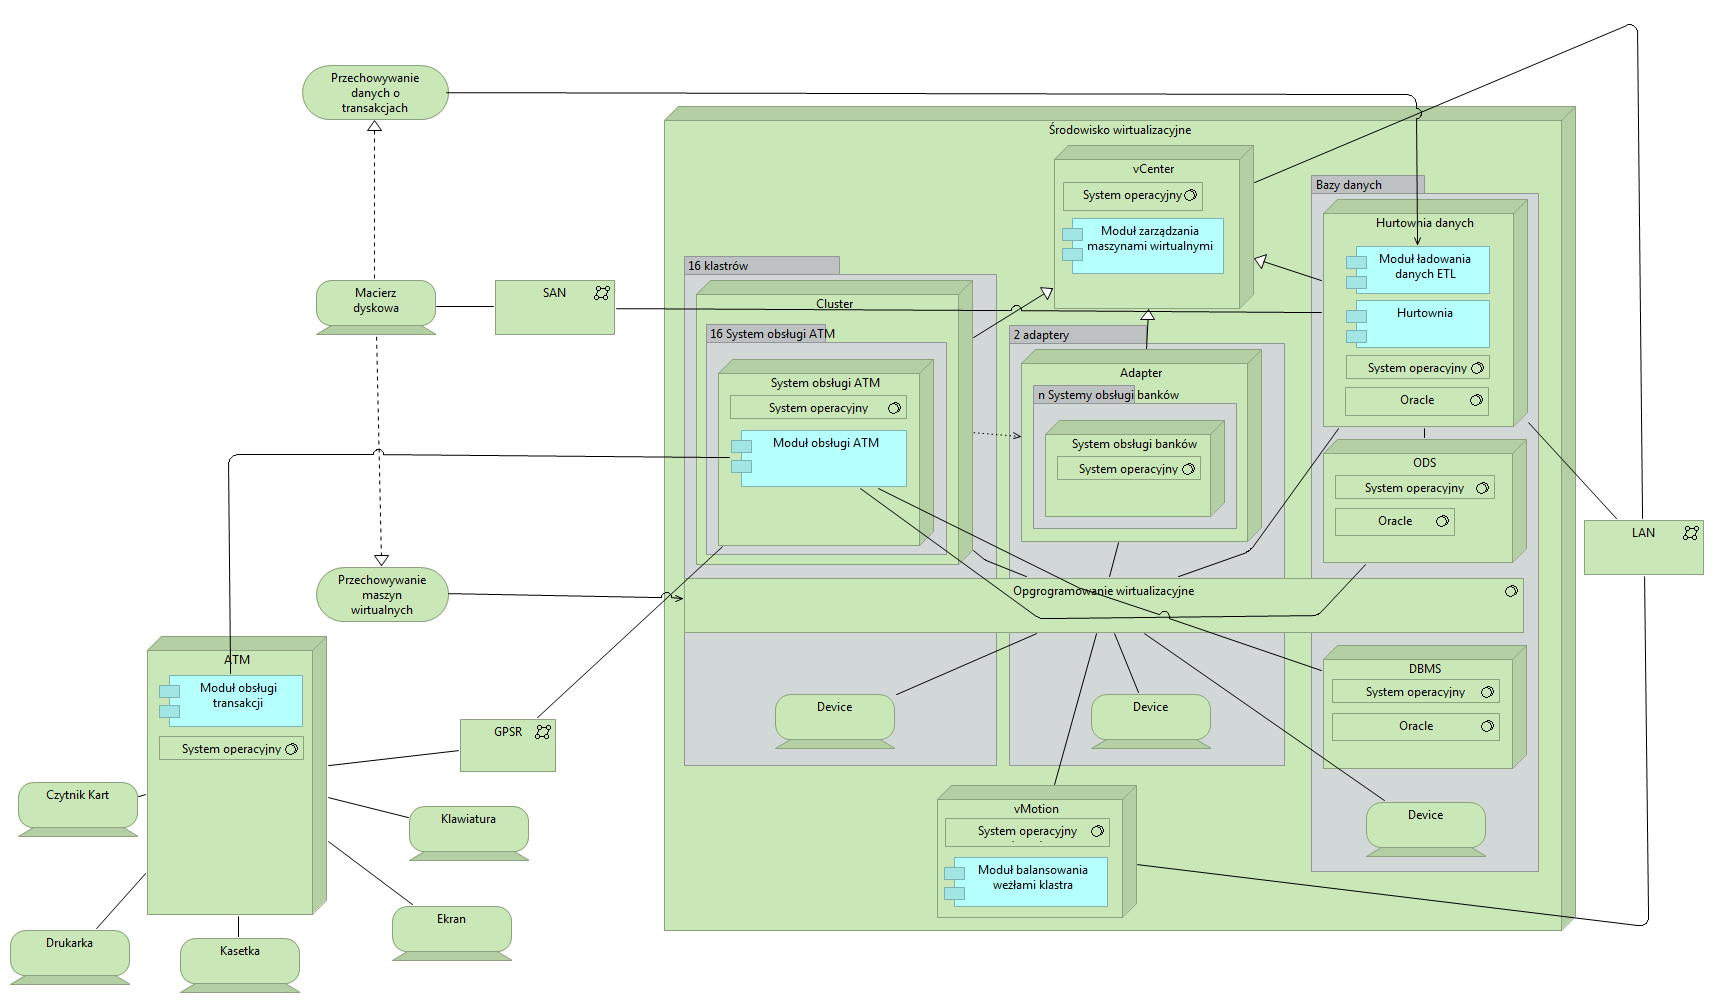 Przechowywanie
danych o
transakcjach
Środowisko wirtualizacyjne
vCenter
System operacyjny
Moduł zarządzania
maszynami wirtualnymi
Bazy danych
Hurtownia danych
Moduł ładowania
danych ETL
Hurtownia
System operacyjny
Oracle
16 klastrów
Cluster
16 System obsługi ATM
System obsługi ATM
System operacyjny
Moduł obsługi ATM
2 adaptery
Adapter
n Systemy obsługi banków
System obsługi banków
System operacyjny
Macierz
dyskowa
SAN
ODS
System operacyjny
Oracle
LAN
Przechowywanie
maszyn
wirtualnych
Opgrogramowanie wirtualizacyjne
ATM
Moduł obsługi
transakcji
System operacyjny
GPSR
Device
Device
DBMS
System operacyjny
Oracle
Device
Czytnik Kart
Klawiatura
Ekran
Drukarka
Kasetka
vMotion
System operacyjny
Moduł balansowania
weżłami klastra